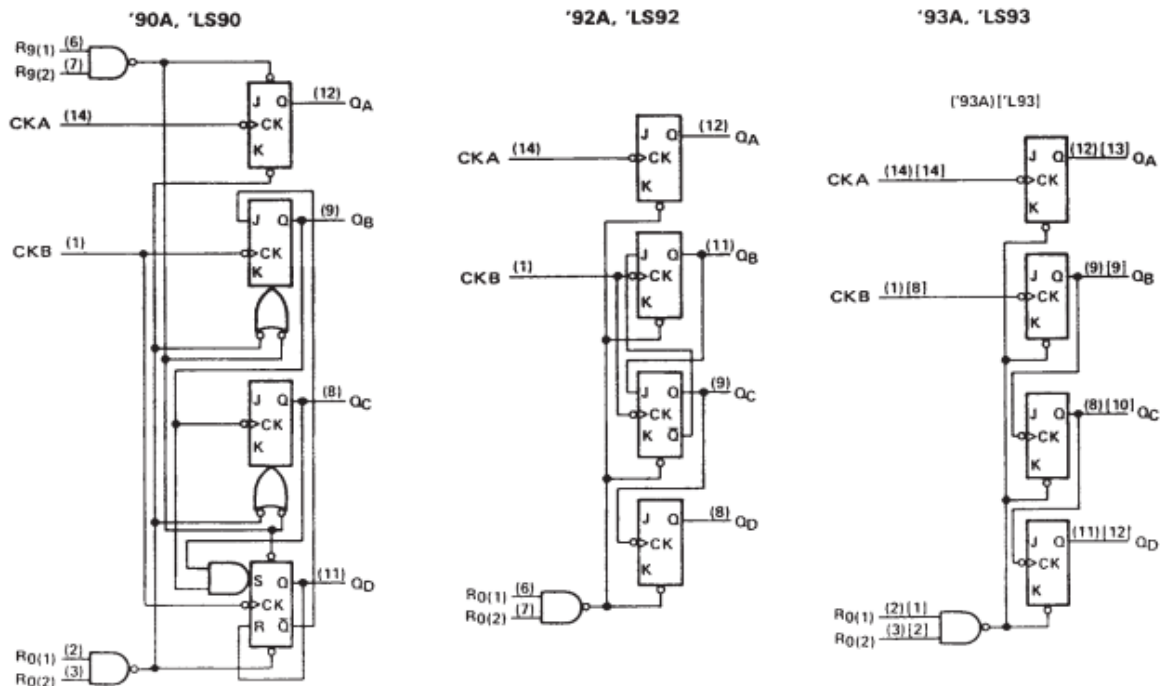 '90A, 'LS90
R9(1) (6)
R9(2) (7)
J Q (12) QA
CKA (14) CK
K
J Q (9) QB
CKB (1) CK
K
J Q (8) QC
CK
K
S Q (11) QD
CK
R Q̅
R0(1) (2)
R0(2) (3)
'92A, 'LS92
J Q (12) QA
CKA (14) CK
K
J Q (11) QB
CKB (1) CK
K
J Q (9) QC
CK
K Q̅
J Q (8) QD
CK
K
R0(1) (6)
R0(2) (7)
'93A, 'LS93
('93A)['L93]
J Q (12)[13] QA
CKA (14)[14] CK
K
J Q (9)[9] QB
CKB (1)[8] CK
K
J Q (8)[10] QC
CK
K
J Q (11)[12] QD
CK
K
R0(1) (2)[1]
R0(2) (3)[2]